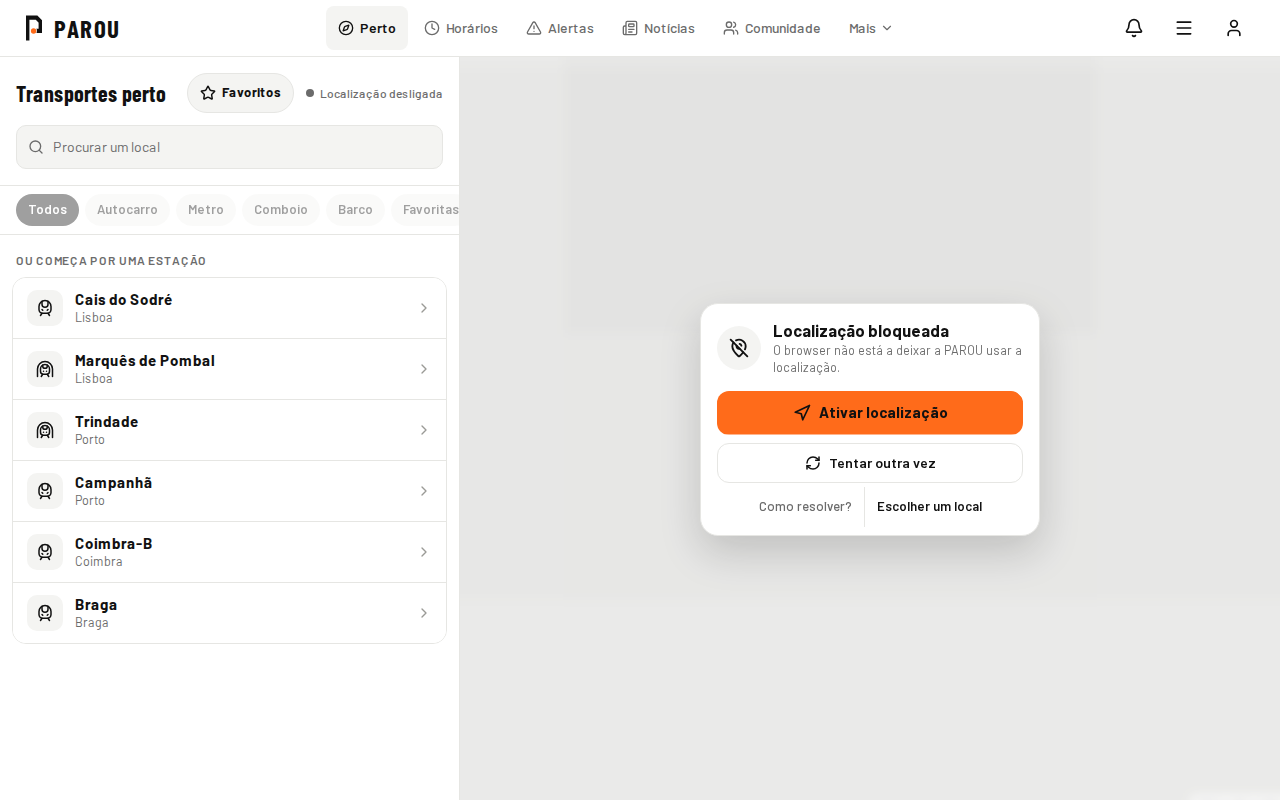 PAROU
Perto
Horários
Alertas
Notícias
Comunidade
Mais
Transportes perto
Favoritos
Localização desligada
Procurar um local
Todos
Autocarro
Metro
Comboio
Barco
Favoritas
OU COMEÇA POR UMA ESTAÇÃO
Cais do Sodré
Lisboa
Marquês de Pombal
Lisboa
Trindade
Porto
Campanhã
Porto
Coimbra-B
Coimbra
Braga
Braga
Localização bloqueada
O browser não está a deixar a PAROU usar a
localização.
Ativar localização
Tentar outra vez
Como resolver?
Escolher um local